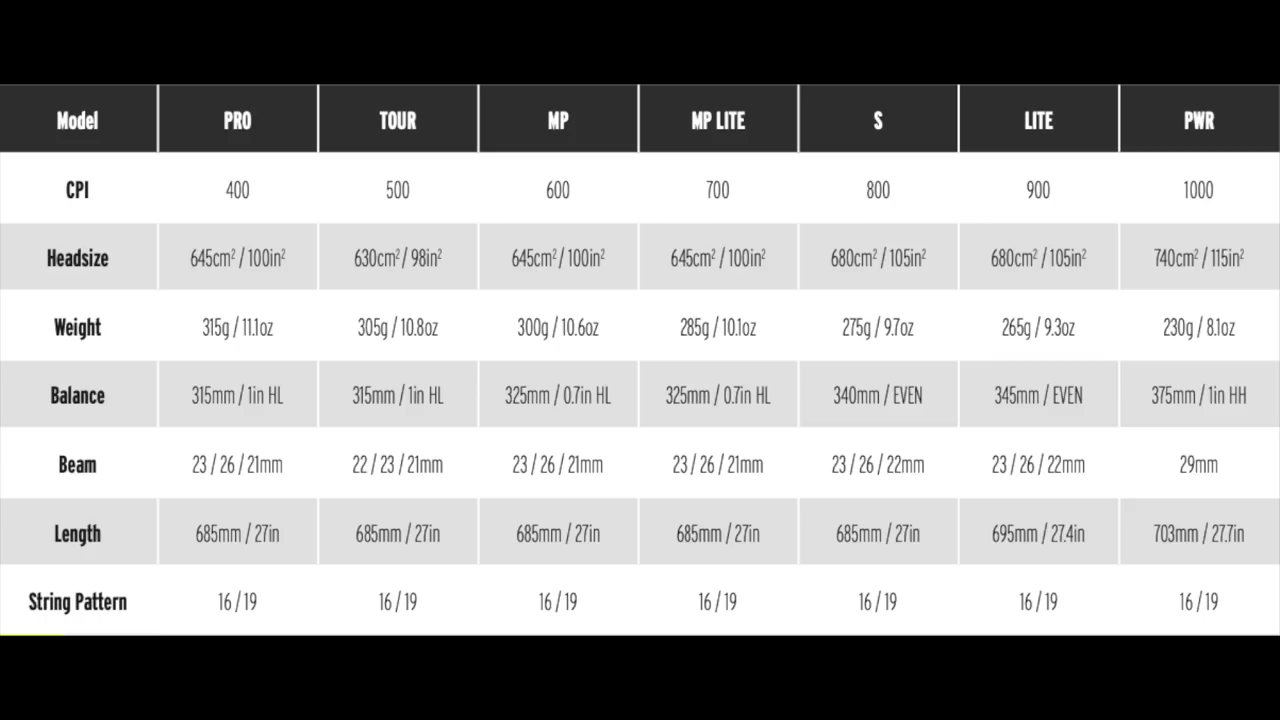 Model PRO TOUR MP MP LITE S LITE PWR
CPI 400 500 600 700 800 900 1000
Headsize 645cm² / 100in² 630cm² / 98in² 645cm² / 100in² 645cm² / 100in² 680cm² / 105in² 680cm² / 105in² 740cm² / 115in²
Weight 315g / 11.1oz 305g / 10.8oz 300g / 10.6oz 285g / 10.1oz 275g / 9.7oz 265g / 9.3oz 230g / 8.1oz
Balance 315mm / 1in HL 315mm / 1in HL 325mm / 0.7in HL 325mm / 0.7in HL 340mm / EVEN 345mm / EVEN 375mm / 1in HH
Beam 23 / 26 / 21mm 22 / 23 / 21mm 23 / 26 / 21mm 23 / 26 / 21mm 23 / 26 / 22mm 23 / 26 / 22mm 29mm
Length 685mm / 27in 685mm / 27in 685mm / 27in 685mm / 27in 685mm / 27in 695mm / 27.4in 703mm / 27.7in
String Pattern 16 / 19 16 / 19 16 / 19 16 / 19 16 / 19 16 / 19 16 / 19